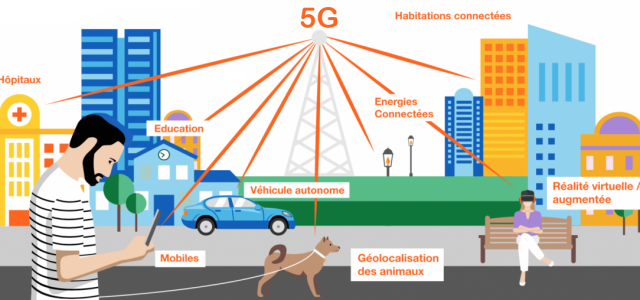 5G
Habitations connectées
Hôpitaux
Energies
Connectées
Education
Véhicule autonome
Réalité virtuelle /
augmentée
Mobiles
Géolocalisation
des animaux